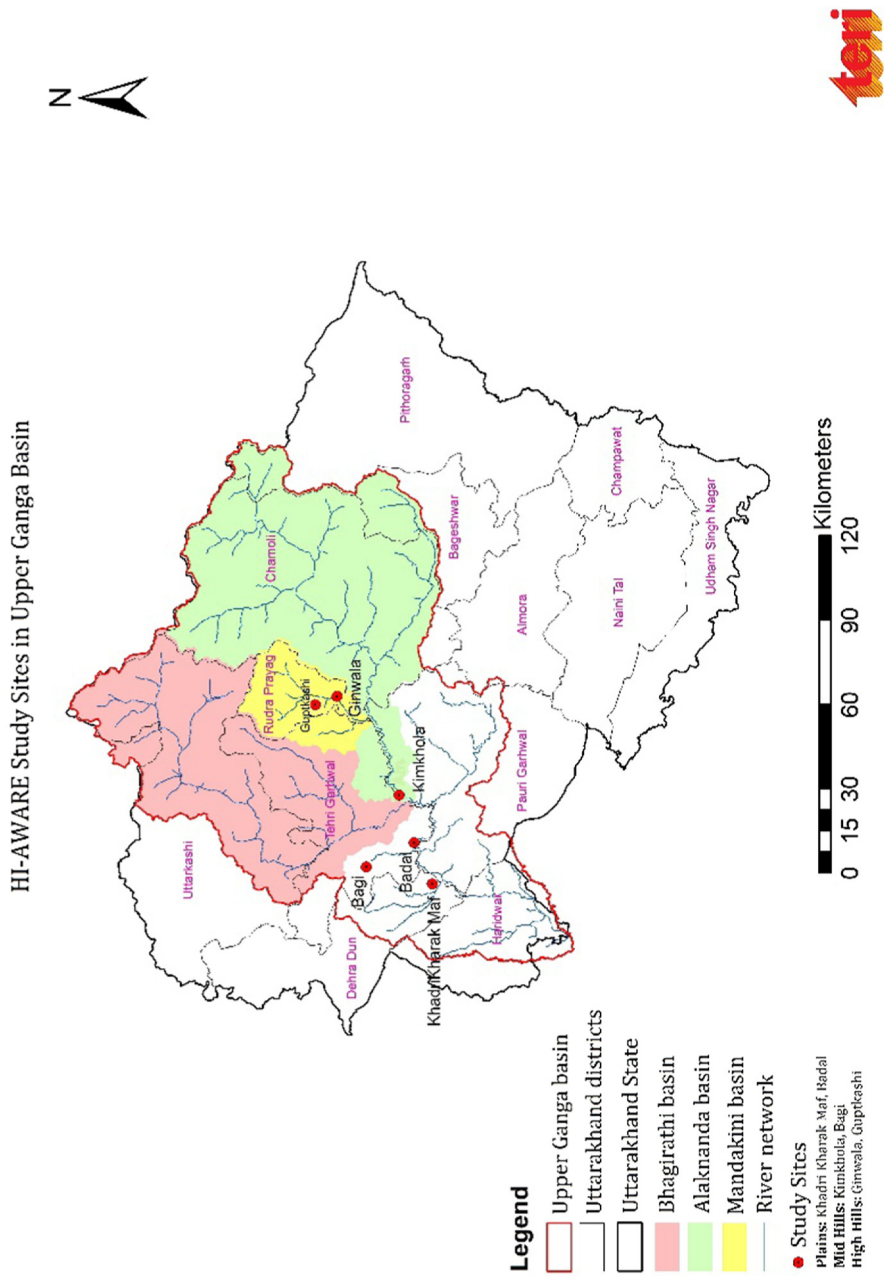 HI-AWARE Study Sites in Upper Ganga Basin
N
teri
Uttarkashi
Dehra Dun
Tehri Garhwal
Rudra Prayag
Chamoli
Guptkashi
Ginwala
Kimkhola
Bagi
Badal
Khadri Kharak Maf
Haridwar
Pauri Garhwal
Pithoragarh
Bageshwar
Almora
Champawat
Naini Tal
Udham Singh Nagar
Legend
Upper Ganga basin
Uttarakhand districts
Uttarakhand State
Bhagirathi basin
Alaknanda basin
Mandakini basin
River network
Study Sites
Plains: Khadri Kharak Maf, Badal
Mid Hills: Kimkhola, Bagi
High Hills: Ginwala, Guptkashi
0 15 30 60 90 120
Kilometers